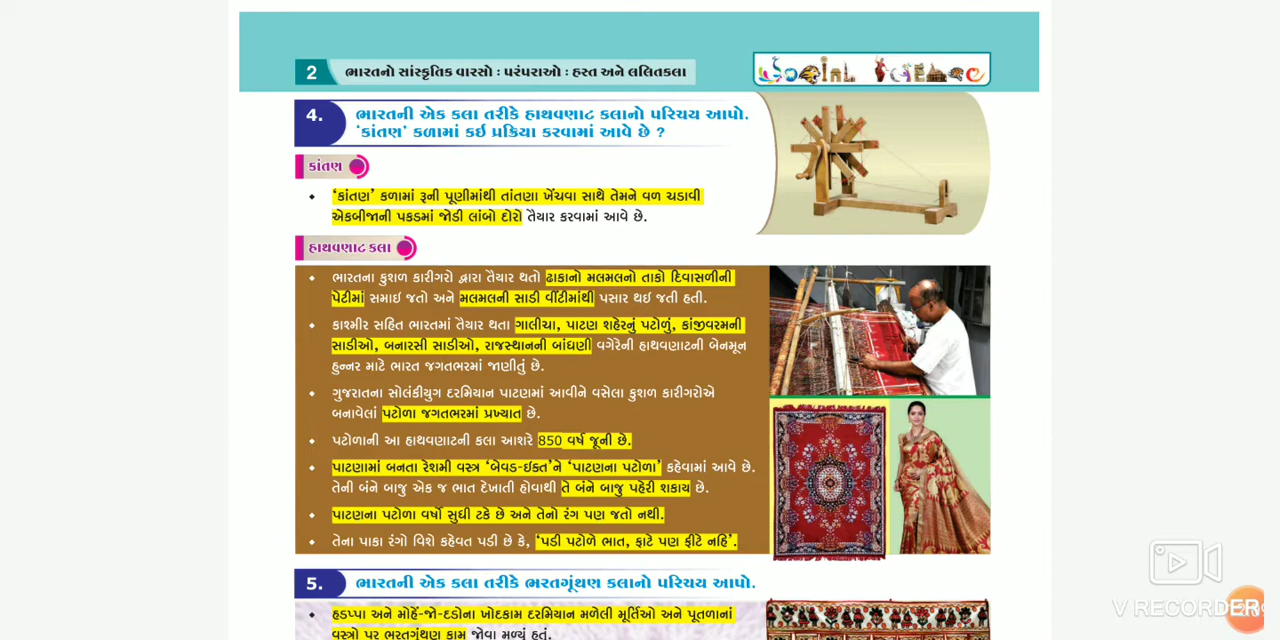 2 ભારતનો સાંસ્કૃતિક વારસો : પરંપરાઓ : હસ્ત અને લલિતકલા
Social Science
4. ભારતની એક કલા તરીકે હાથવણાટ કલાનો પરિચય આપો.
‘કાંતણ’ કળામાં કઇ પ્રક્રિયા કરવામાં આવે છે ?
કાંતણ
‘કાંતણ’ કળામાં રૂની પૂણીમાંથી તાંતણા ખેંચવા સાથે તેમને વળ ચડાવી
એકબીજાની પકડમાં જોડી લાંબો દોરો તૈયાર કરવામાં આવે છે.
હાથવણાટ કલા
ભારતના કુશળ કારીગરો દ્વારા તૈયાર થતો ઢાકાનો મલમલનો તાકો દિવાસળીની
પેટીમાં સમાઇ જતો અને મલમલની સાડી વીંટીમાંથી પસાર થઇ જતી હતી.
કાશ્મીર સહિત ભારતમાં તૈયાર થતા ગાલીચા, પાટણ શહેરનું પટોળું, કાંજીવરમની
સાડીઓ, બનારસી સાડીઓ, રાજસ્થાનની બાંધણી વગેરેની હાથવણાટની બેનમૂન
હુન્નર માટે ભારત જગતભરમાં જાણીતું છે.
ગુજરાતના સોલંકીયુગ દરમિયાન પાટણમાં આવીને વસેલા કુશળ કારીગરોએ
બનાવેલાં પટોળા જગતભરમાં પ્રખ્યાત છે.
પટોળાની આ હાથવણાટની કલા આશરે 850 વર્ષ જૂની છે.
પાટણામાં બનતા રેશમી વસ્ત્ર ‘બેવડ-ઈક્ત’ને ‘પાટણના પટોળા’ કહેવામાં આવે છે.
તેની બંને બાજુ એક જ ભાત દેખાતી હોવાથી તે બંને બાજુ પહેરી શકાય છે.
પાટણના પટોળા વર્ષો સુધી ટકે છે અને તેનો રંગ પણ જતો નથી.
તેના પાકા રંગો વિશે કહેવત પડી છે કે, ‘પડી પટોળે ભાત, ફાટે પણ ફીટે નહિ’.
5. ભારતની એક કલા તરીકે ભરતગૂંથણ કલાનો પરિચય આપો.
હડપ્પા અને મોહેં-જો-દડોના ખોદકામ દરમિયાન મળેલી મૂર્તિઓ અને પૂતળાનાં
વસ્ત્રો પર ભરતગૂંથણ કામ જોવા મળ્યું હતું.
V RECORDER